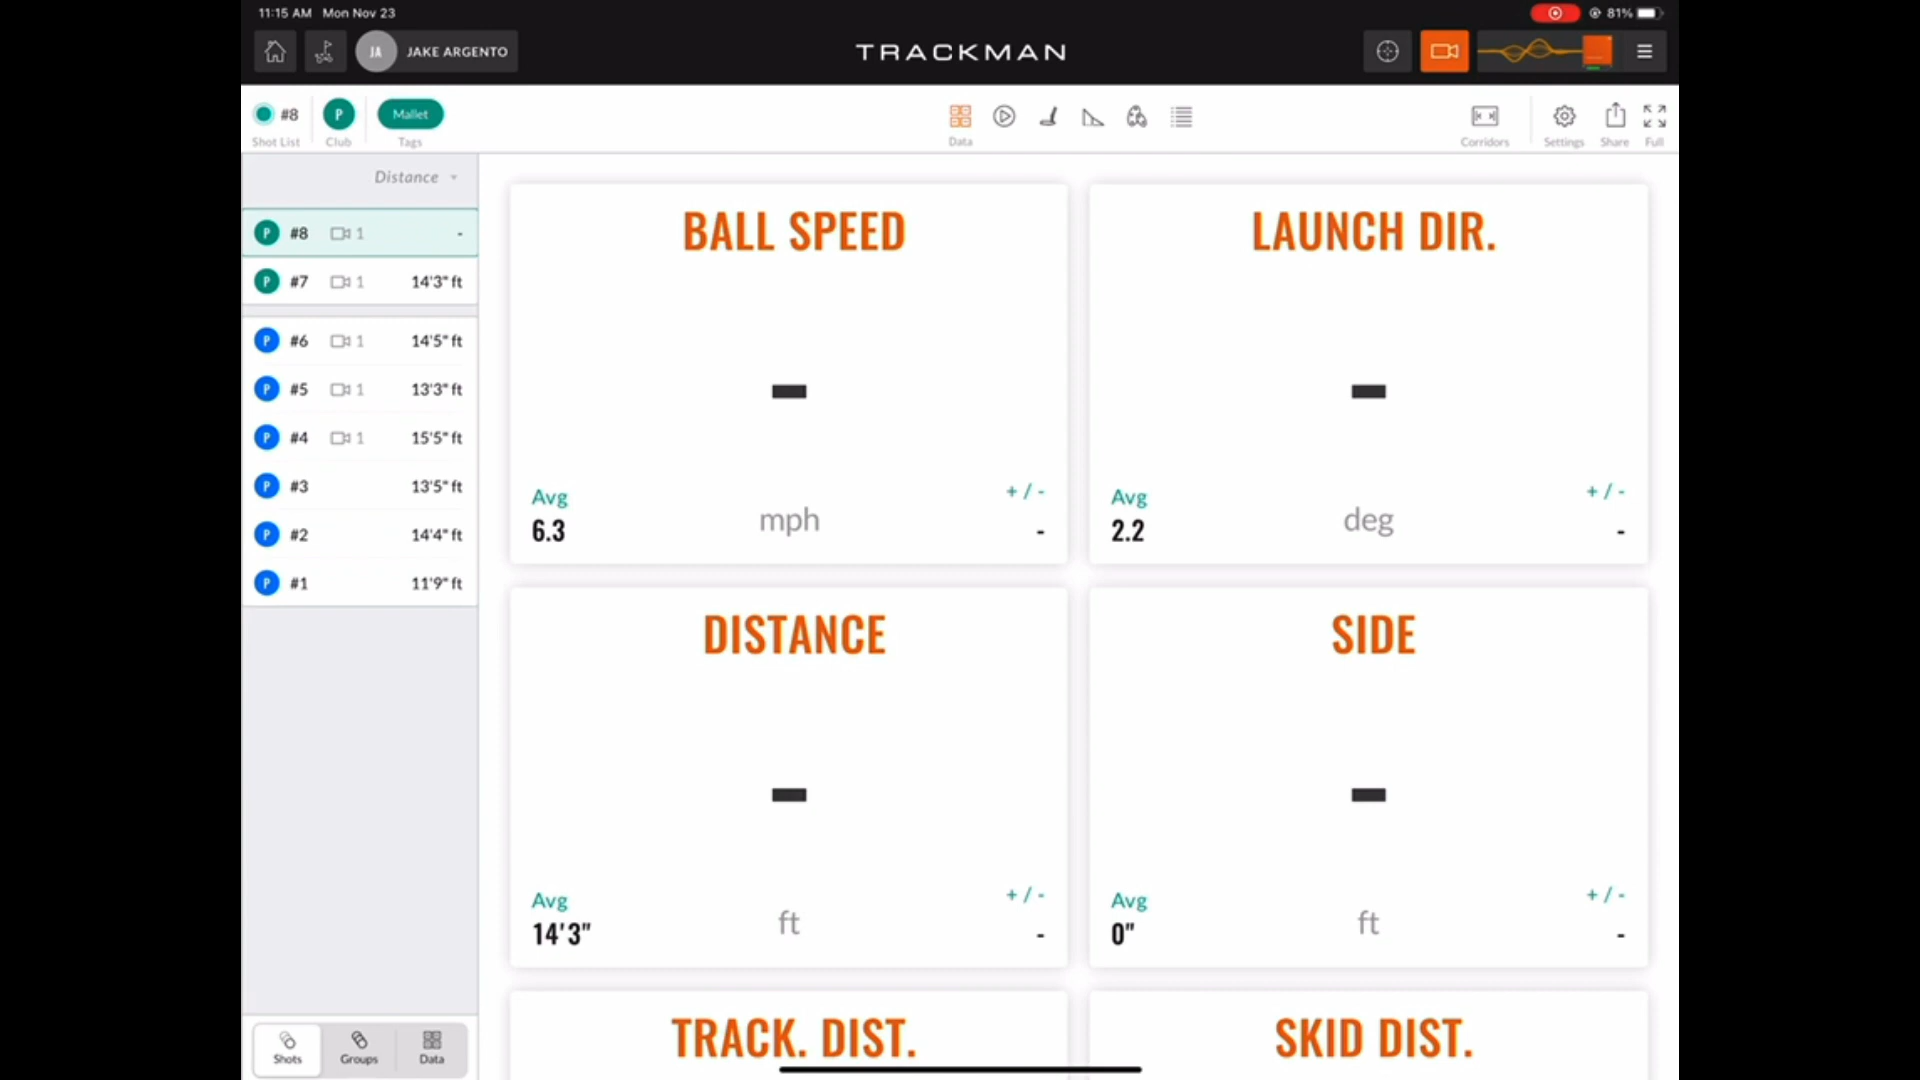 11:15 AM Mon Nov 23
81%
JA JAKE ARGENTO
TRACKMAN
#8
P
Mallet
Shot List
Club
Tags
Data
Corridors
Settings
Share
Full
Distance
P #8 1 -
P #7 1 14'3" ft
P #6 1 14'5" ft
P #5 1 13'3" ft
P #4 1 15'5" ft
P #3 13'5" ft
P #2 14'4" ft
P #1 11'9" ft
BALL SPEED
-
Avg
6.3
mph
+ / -
-
LAUNCH DIR.
-
Avg
2.2
deg
+ / -
-
DISTANCE
-
Avg
14'3"
ft
+ / -
-
SIDE
-
Avg
0"
ft
+ / -
-
TRACK. DIST.
SKID DIST.
Shots
Groups
Data